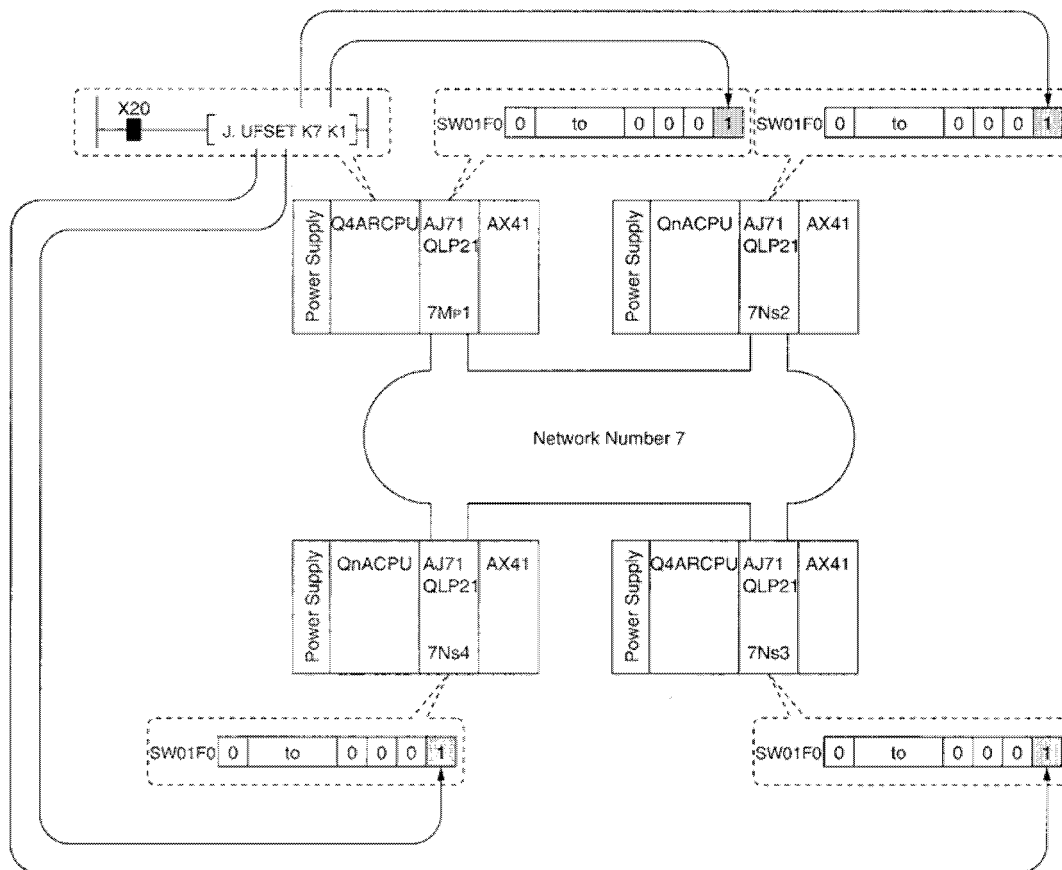 X20
J. UFSET K7 K1
SW01F0 0 to 0 0 0 1
SW01F0 0 to 0 0 0 1
Power Supply
Q4ARCPU
AJ71
QLP21
7MP1
AX41
Power Supply
QnACPU
AJ71
QLP21
7Ns2
AX41
Network Number 7
Power Supply
QnACPU
AJ71
QLP21
7Ns4
AX41
Power Supply
Q4ARCPU
AJ71
QLP21
7Ns3
AX41
SW01F0 0 to 0 0 0 1
SW01F0 0 to 0 0 0 1